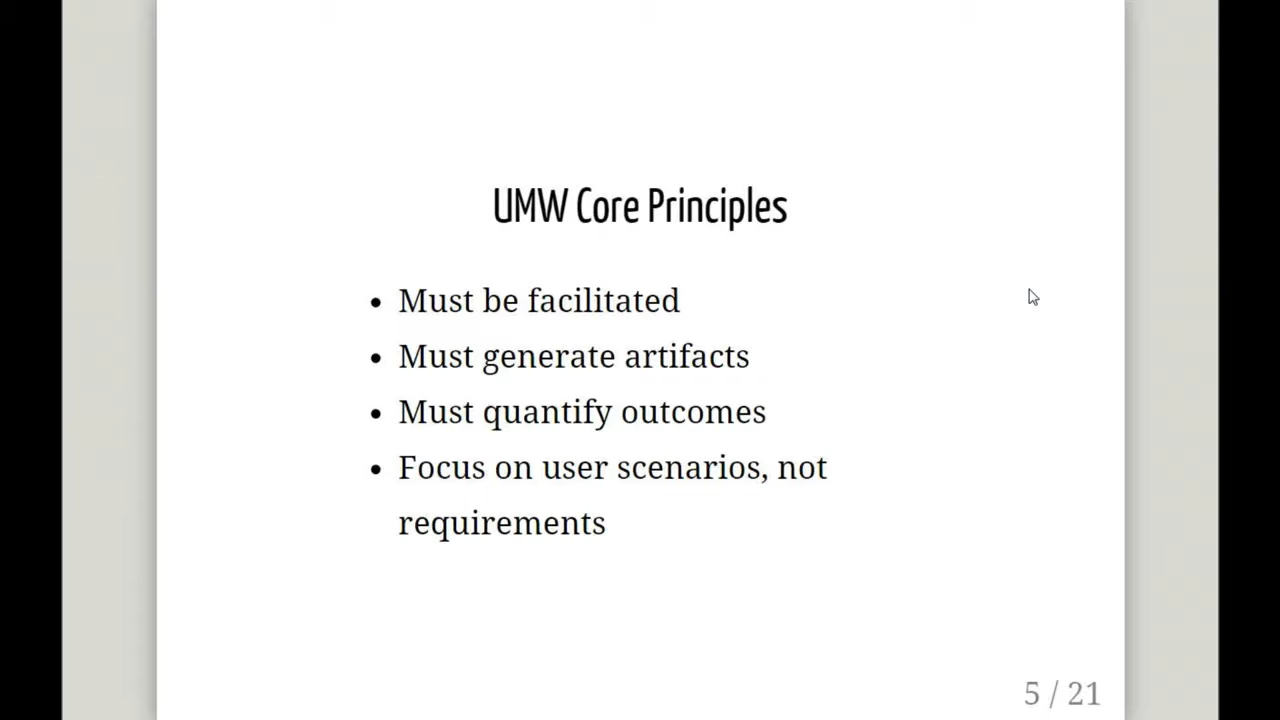 UMW Core Principles
• Must be facilitated
• Must generate artifacts
• Must quantify outcomes
• Focus on user scenarios, not
requirements
5 / 21